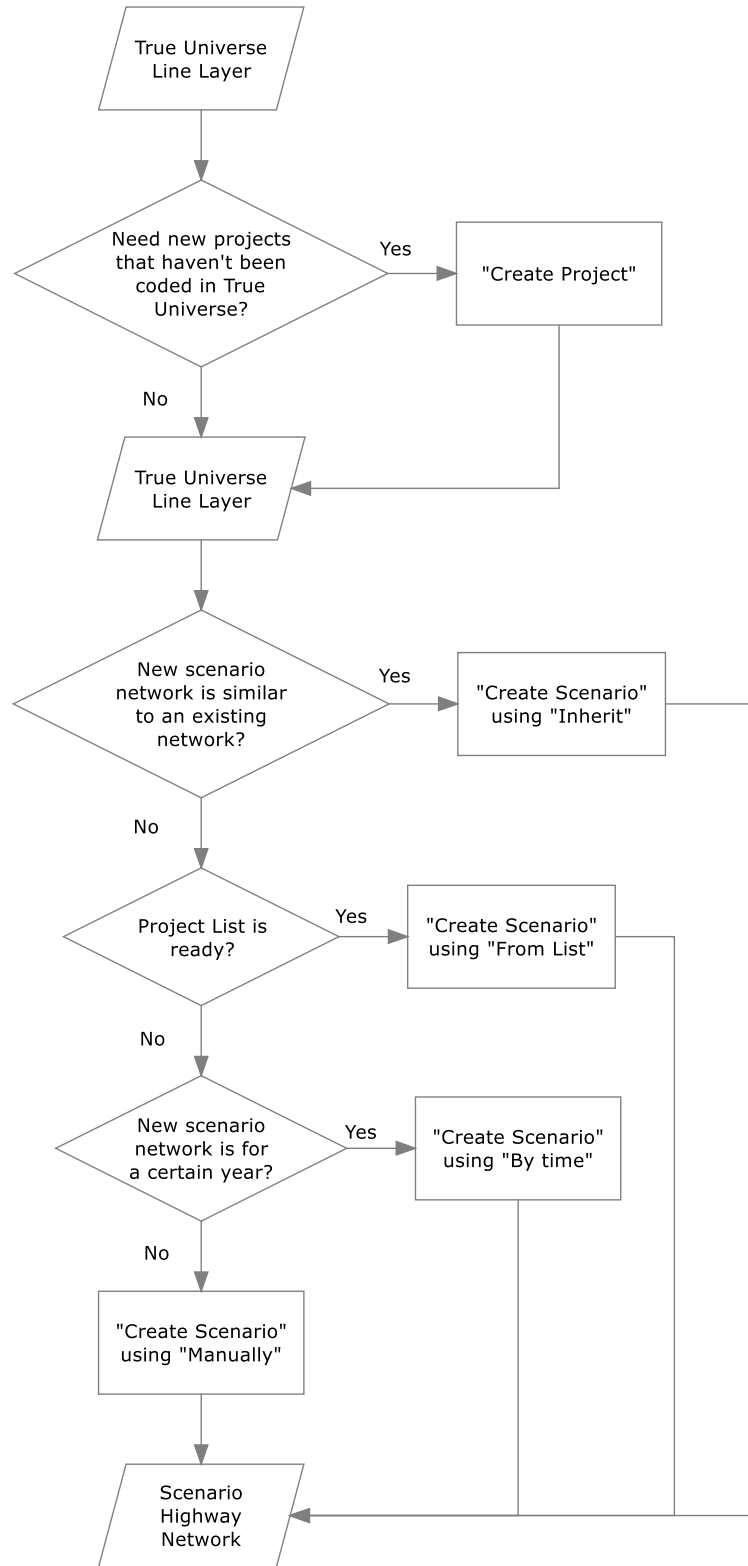 True Universe
Line Layer
Need new projects
that haven't been
coded in True
Universe?
Yes
"Create Project"
No
True Universe
Line Layer
New scenario
network is similar
to an existing
network?
Yes
"Create Scenario"
using "Inherit"
No
Project List is
ready?
Yes
"Create Scenario"
using "From List"
No
New scenario
network is for
a certain year?
Yes
"Create Scenario"
using "By time"
No
"Create Scenario"
using "Manually"
Scenario
Highway
Network